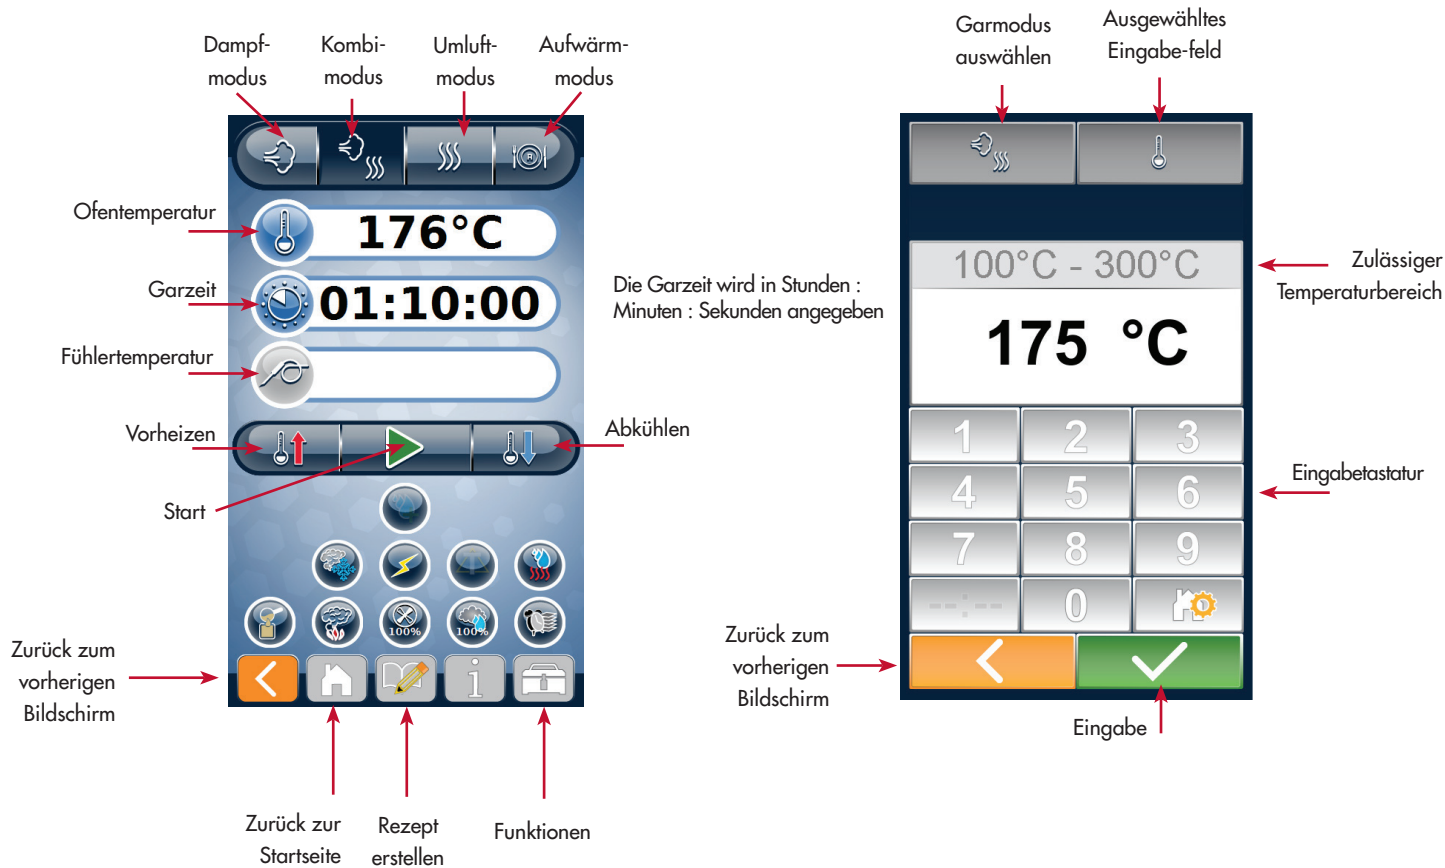 Dampf-
modus
Kombi-
modus
Umluft-
modus
Aufwärm-
modus
R
Ofentemperatur
176°C
Garzeit
01:10:00
Die Garzeit wird in Stunden :
Minuten : Sekunden angegeben
Fühlertemperatur
Vorheizen
Abkühlen
Start
100%
100%
Zurück zum
vorherigen
Bildschirm
i
Zurück zur
Startseite
Rezept
erstellen
Funktionen
Garmodus
auswählen
Ausgewähltes
Eingabe-feld
100°C - 300°C
Zulässiger
Temperaturbereich
175 °C
1 2 3
4 5 6
Eingabetastatur
7 8 9
--:-- 0
Zurück zum
vorherigen
Bildschirm
Eingabe